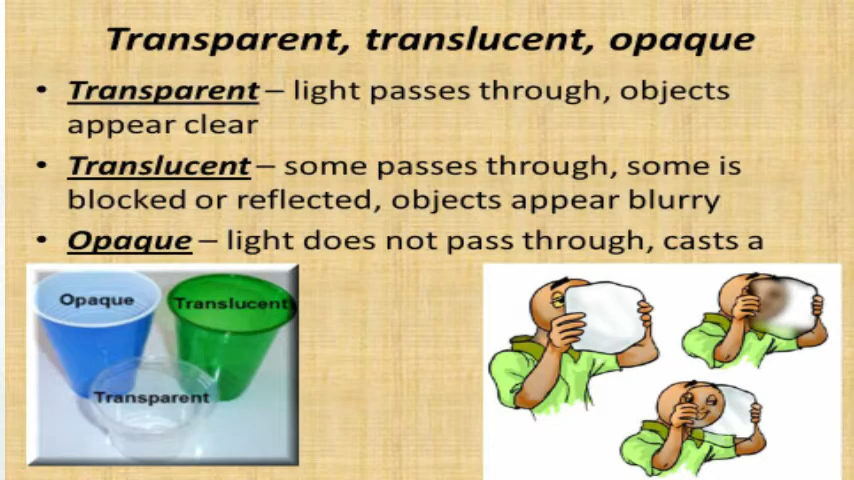 Transparent, translucent, opaque
• Transparent – light passes through, objects
appear clear
• Translucent – some passes through, some is
blocked or reflected, objects appear blurry
• Opaque – light does not pass through, casts a
Opaque
Translucent
Transparent